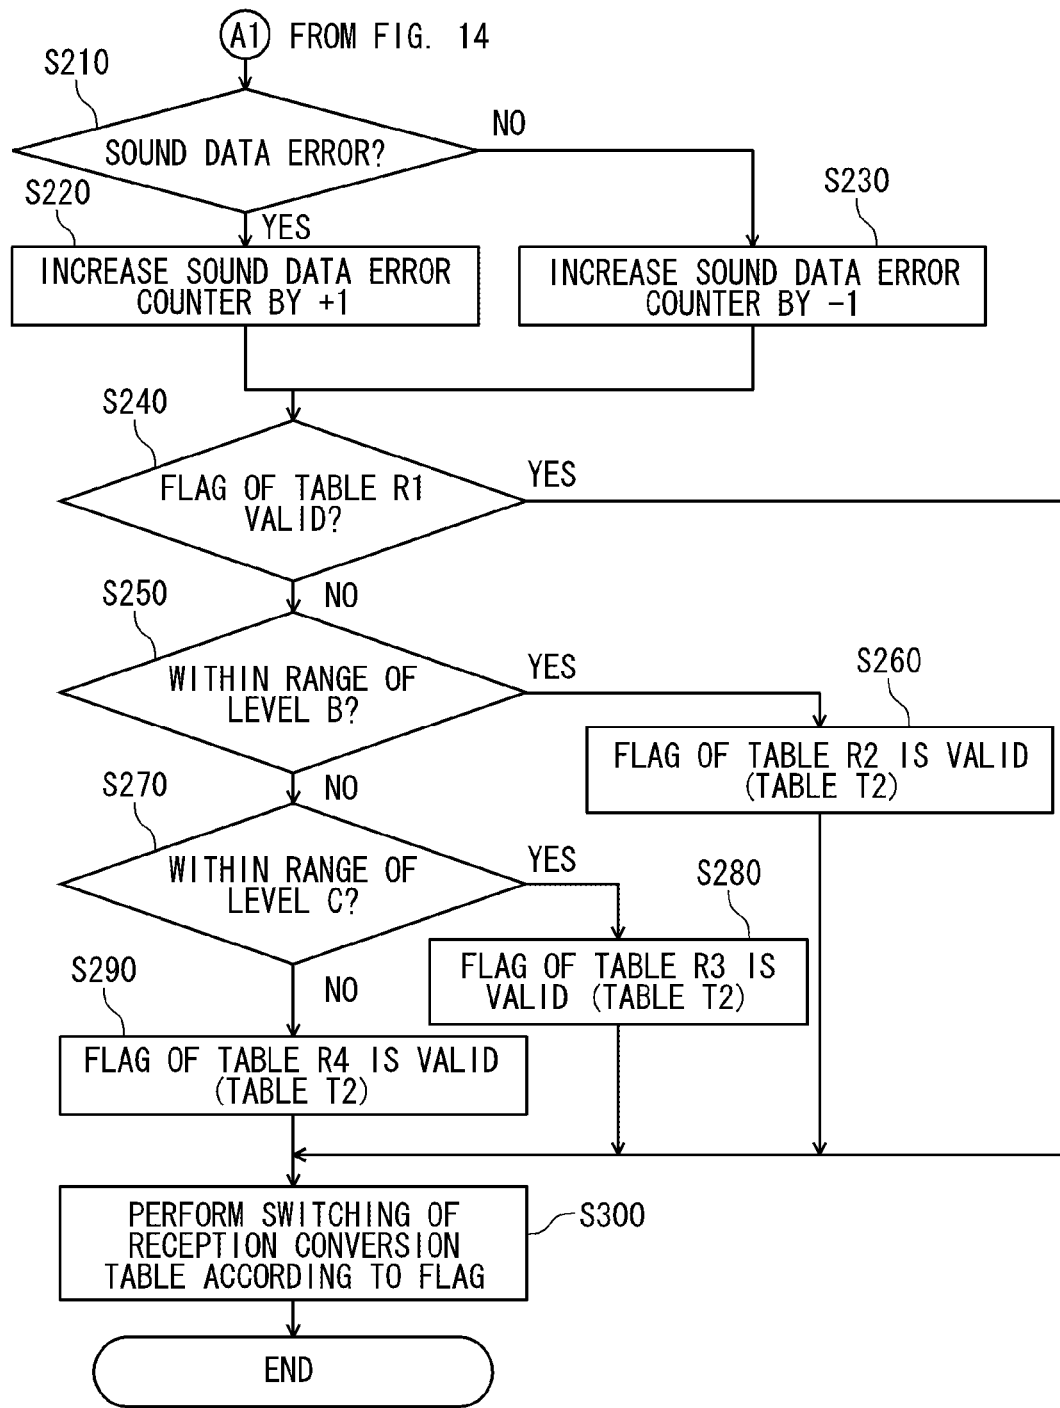 A1 FROM FIG. 14
S210
SOUND DATA ERROR?
NO
S220
YES
S230
INCREASE SOUND DATA ERROR
COUNTER BY +1
INCREASE SOUND DATA ERROR
COUNTER BY -1
S240
FLAG OF TABLE R1
VALID?
YES
NO
S250
WITHIN RANGE OF
LEVEL B?
YES
S260
FLAG OF TABLE R2 IS VALID
(TABLE T2)
NO
S270
WITHIN RANGE OF
LEVEL C?
YES
S280
FLAG OF TABLE R3 IS
VALID (TABLE T2)
NO
S290
FLAG OF TABLE R4 IS VALID
(TABLE T2)
PERFORM SWITCHING OF
RECEPTION CONVERSION
TABLE ACCORDING TO FLAG
S300
END